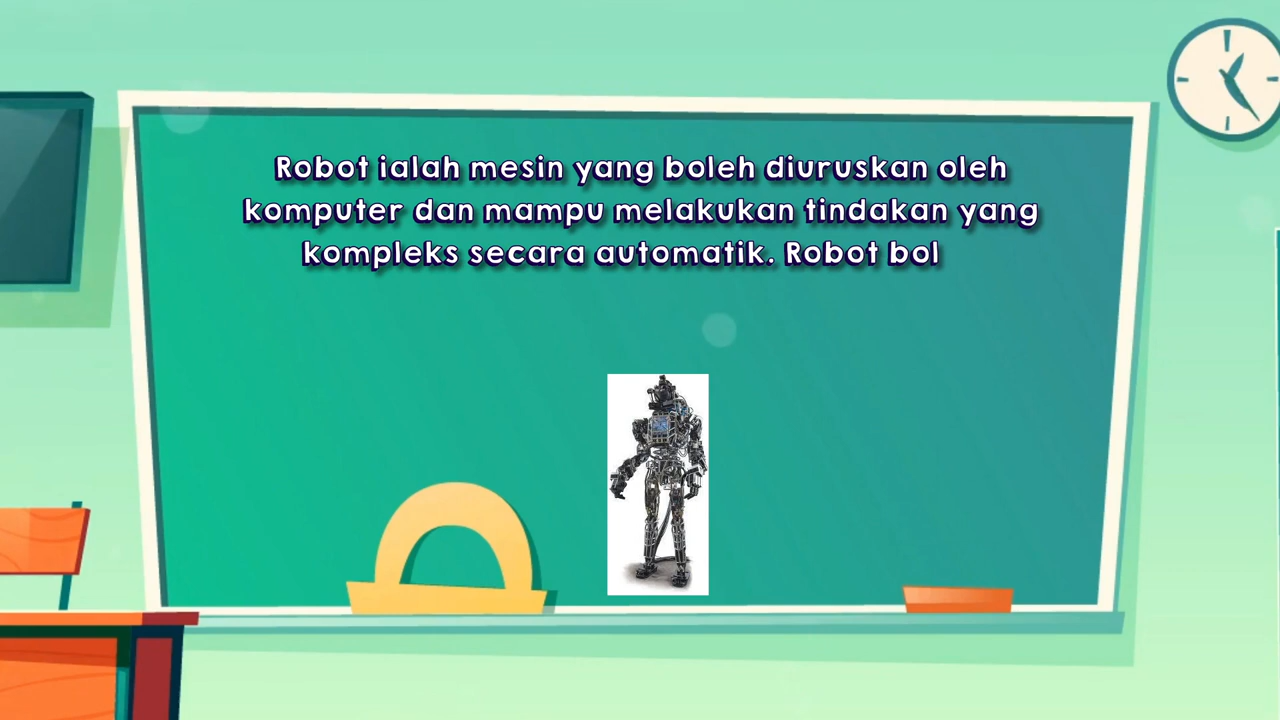 Robot ialah mesin yang boleh diuruskan oleh
komputer dan mampu melakukan tindakan yang
kompleks secara automatik. Robot bol